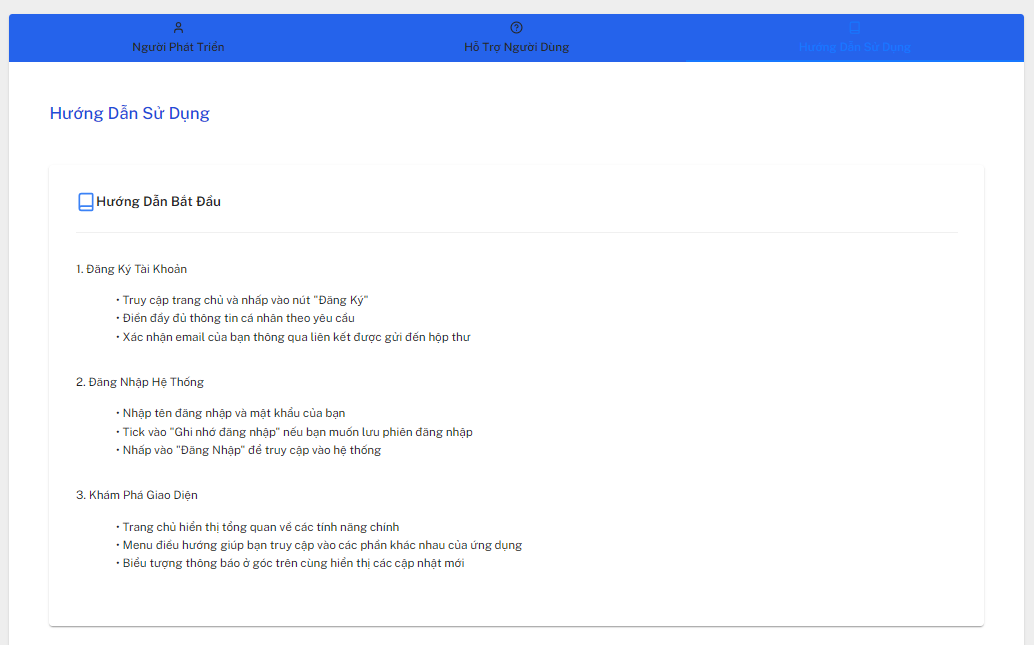 Người Phát Triển
Hỗ Trợ Người Dùng
Hướng Dẫn Sử Dụng
Hướng Dẫn Sử Dụng
Hướng Dẫn Bắt Đầu
1. Đăng Ký Tài Khoản
• Truy cập trang chủ và nhấp vào nút "Đăng Ký"
• Điền đầy đủ thông tin cá nhân theo yêu cầu
• Xác nhận email của bạn thông qua liên kết được gửi đến hộp thư
2. Đăng Nhập Hệ Thống
• Nhập tên đăng nhập và mật khẩu của bạn
• Tick vào "Ghi nhớ đăng nhập" nếu bạn muốn lưu phiên đăng nhập
• Nhấp vào "Đăng Nhập" để truy cập vào hệ thống
3. Khám Phá Giao Diện
• Trang chủ hiển thị tổng quan về các tính năng chính
• Menu điều hướng giúp bạn truy cập vào các phần khác nhau của ứng dụng
• Biểu tượng thông báo ở góc trên cùng hiển thị các cập nhật mới